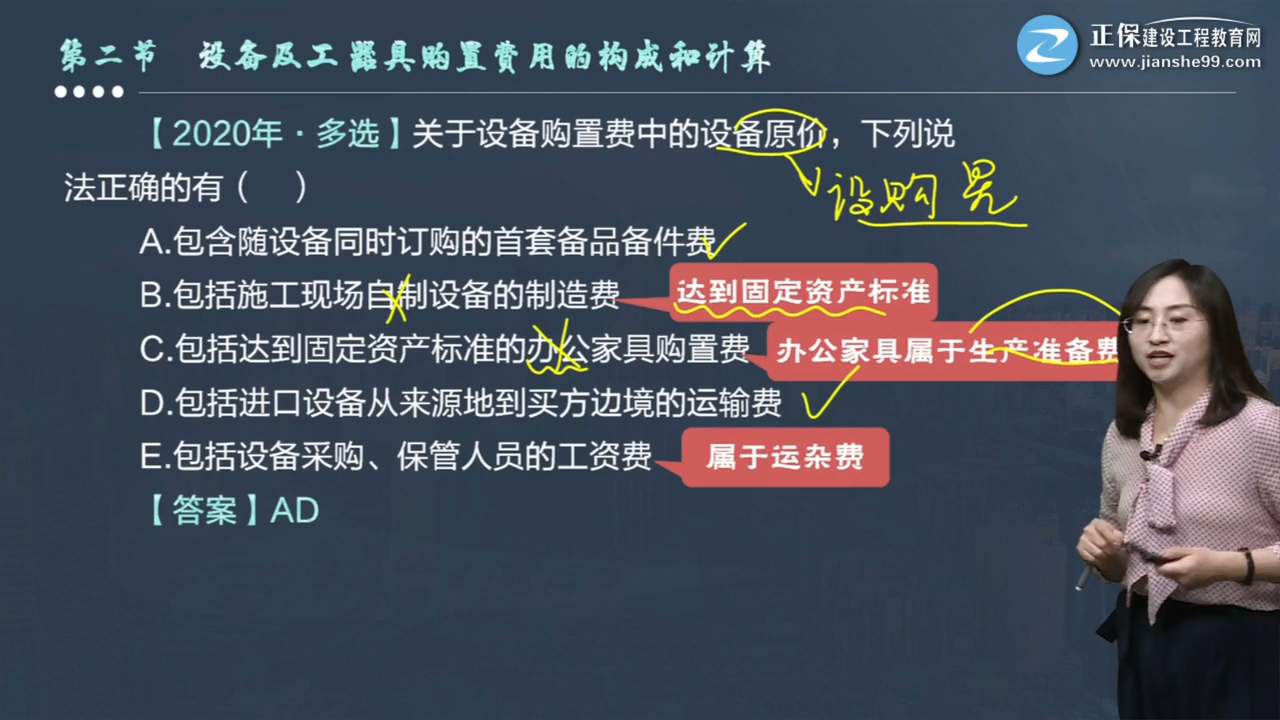 第二节 设备及工器具购置费用的构成和计算
正保建设工程教育网
www.jianshe99.com
【2020年·多选】关于设备购置费中的设备原价，下列说
法正确的有（ ）
设购
A.包含随设备同时订购的首套备品备件费
B.包括施工现场自制设备的制造费
达到固定资产标准
C.包括达到固定资产标准的办公家具购置费
办公家具属于生产准备费
D.包括进口设备从来源地到买方边境的运输费
E.包括设备采购、保管人员的工资费
属于运杂费
【答案】AD